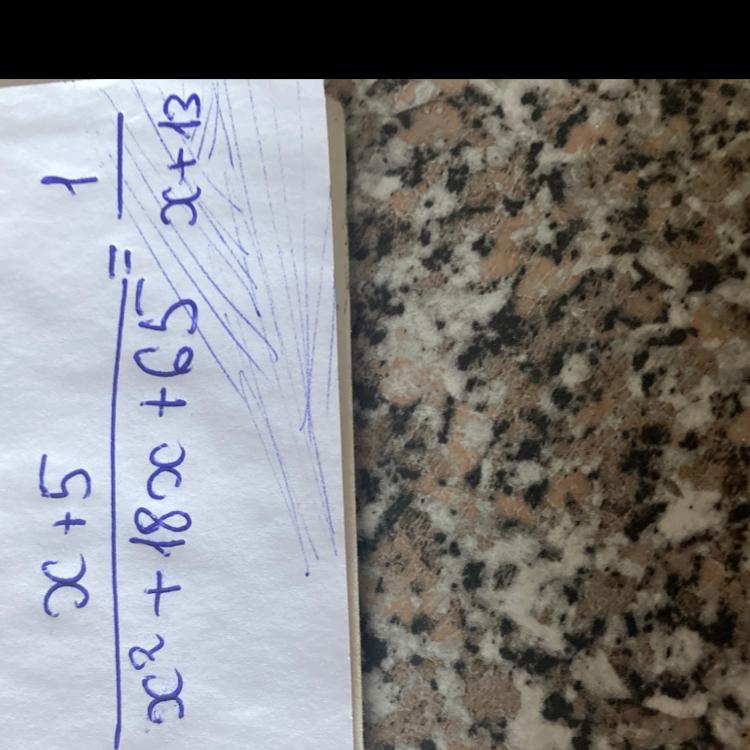 x+5 / x²+18x+65 = 1 / x+13